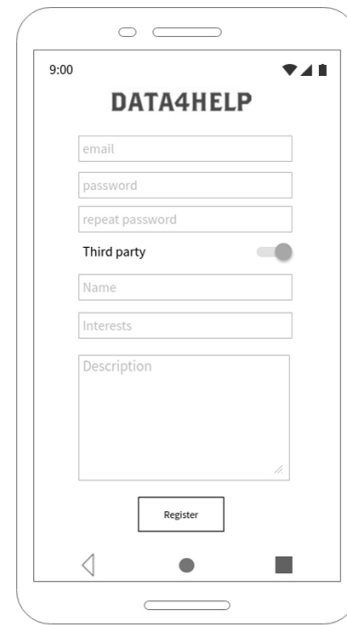 9:00
DATA4HELP
email
password
repeat password
Third party
Name
Interests
Description
Register